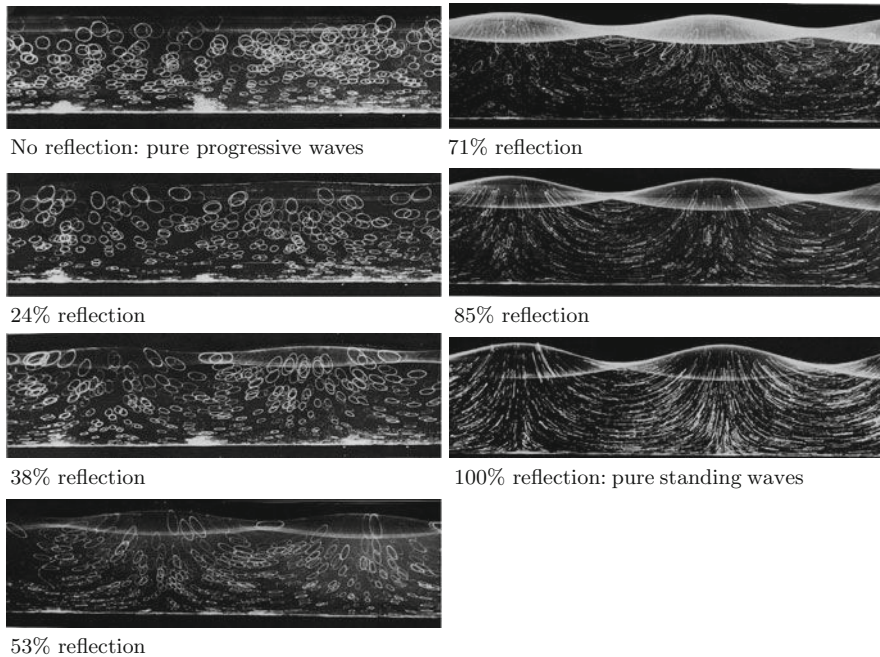 No reflection: pure progressive waves
24% reflection
38% reflection
53% reflection
71% reflection
85% reflection
100% reflection: pure standing waves